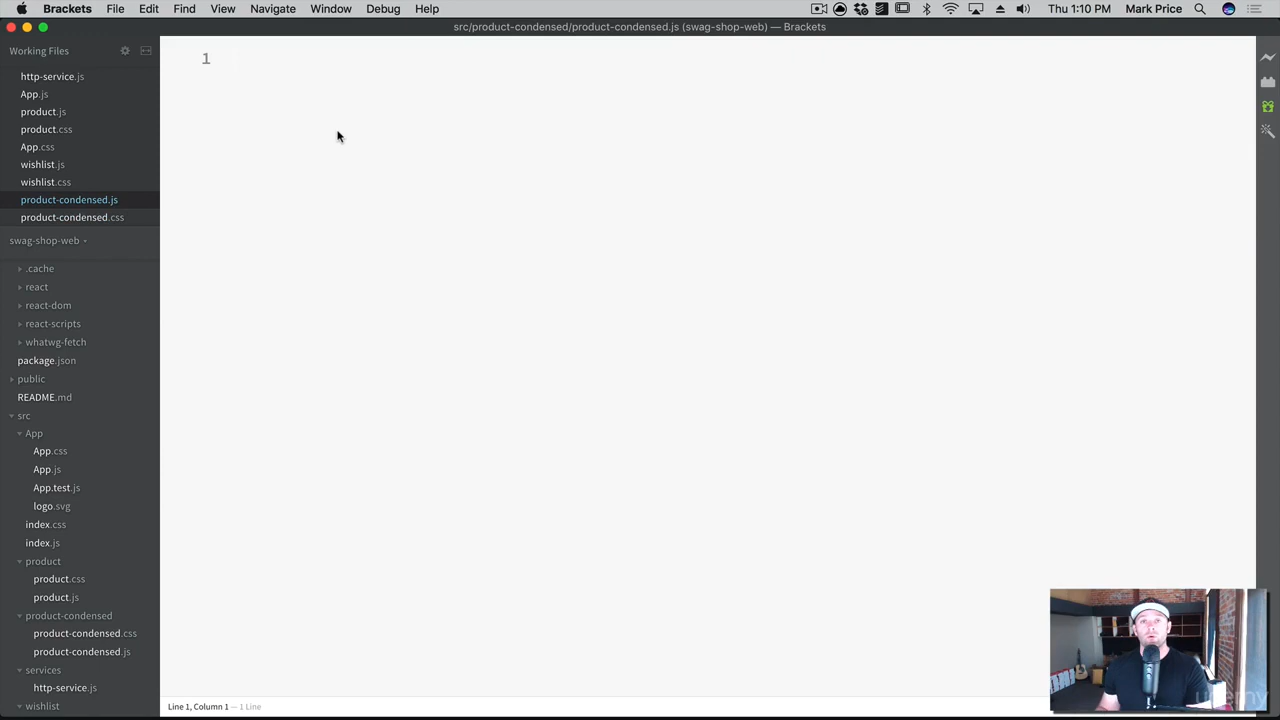 Brackets File Edit Find View Navigate Window Debug Help Thu 1:10 PM Mark Price
src/product-condensed/product-condensed.js (swag-shop-web) — Brackets
Working Files
http-service.js
App.js
product.js
product.css
App.css
wishlist.js
wishlist.css
product-condensed.js
product-condensed.css
swag-shop-web
.cache
react
react-dom
react-scripts
whatwg-fetch
package.json
public
README.md
src
App
App.css
App.js
App.test.js
logo.svg
index.css
index.js
product
product.css
product.js
product-condensed
product-condensed.css
product-condensed.js
services
http-service.js
wishlist
1
Line 1, Column 1 — 1 Line
udemy